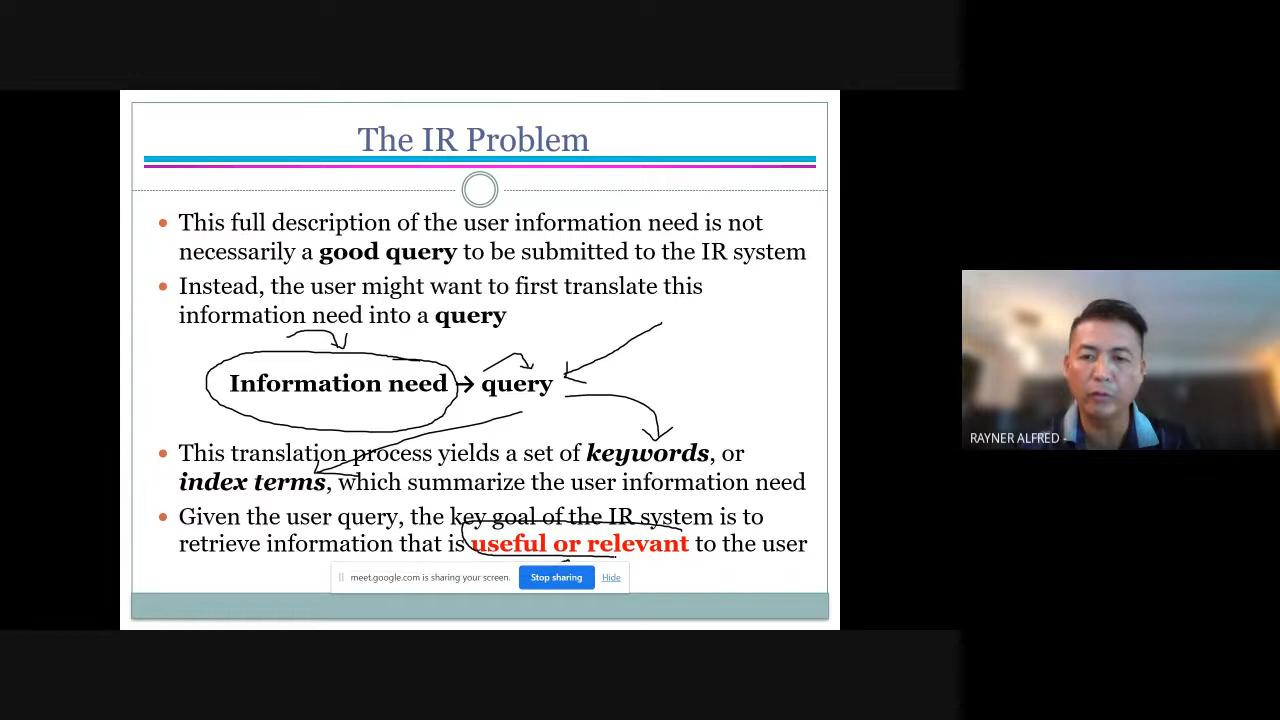 The IR Problem
This full description of the user information need is not
necessarily a good query to be submitted to the IR system
Instead, the user might want to first translate this
information need into a query
Information need → query
This translation process yields a set of keywords, or
index terms, which summarize the user information need
Given the user query, the key goal of the IR system is to
retrieve information that is useful or relevant to the user
meet.google.com is sharing your screen. Stop sharing Hide
RAYNER ALFRED -